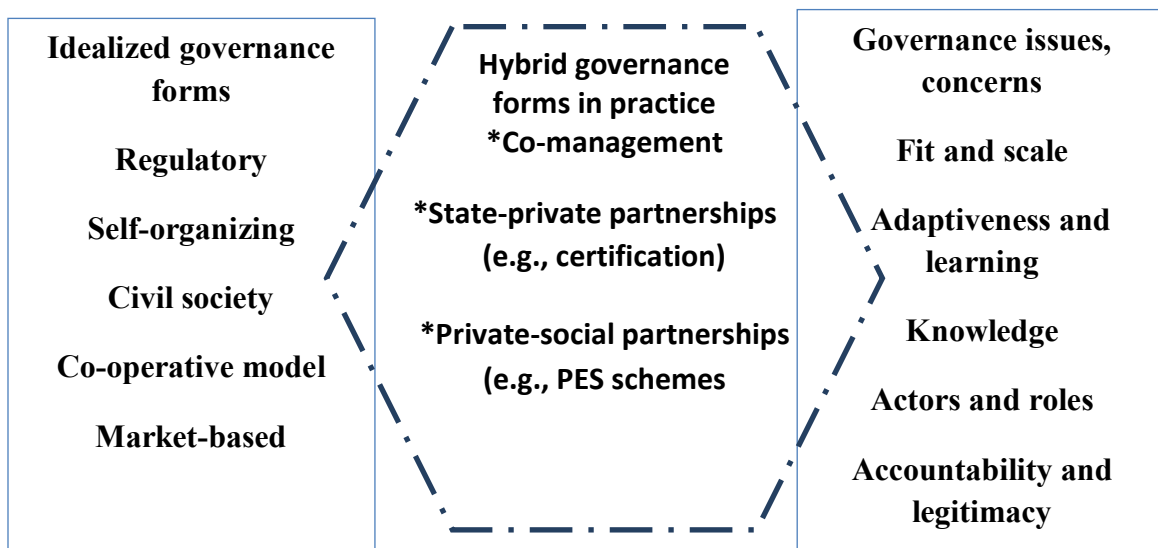 Idealized governance
forms
Regulatory
Self-organizing
Civil society
Co-operative model
Market-based
Hybrid governance
forms in practice
*Co-management
*State-private partnerships
(e.g., certification)
*Private-social partnerships
(e.g., PES schemes
Governance issues,
concerns
Fit and scale
Adaptiveness and
learning
Knowledge
Actors and roles
Accountability and
legitimacy